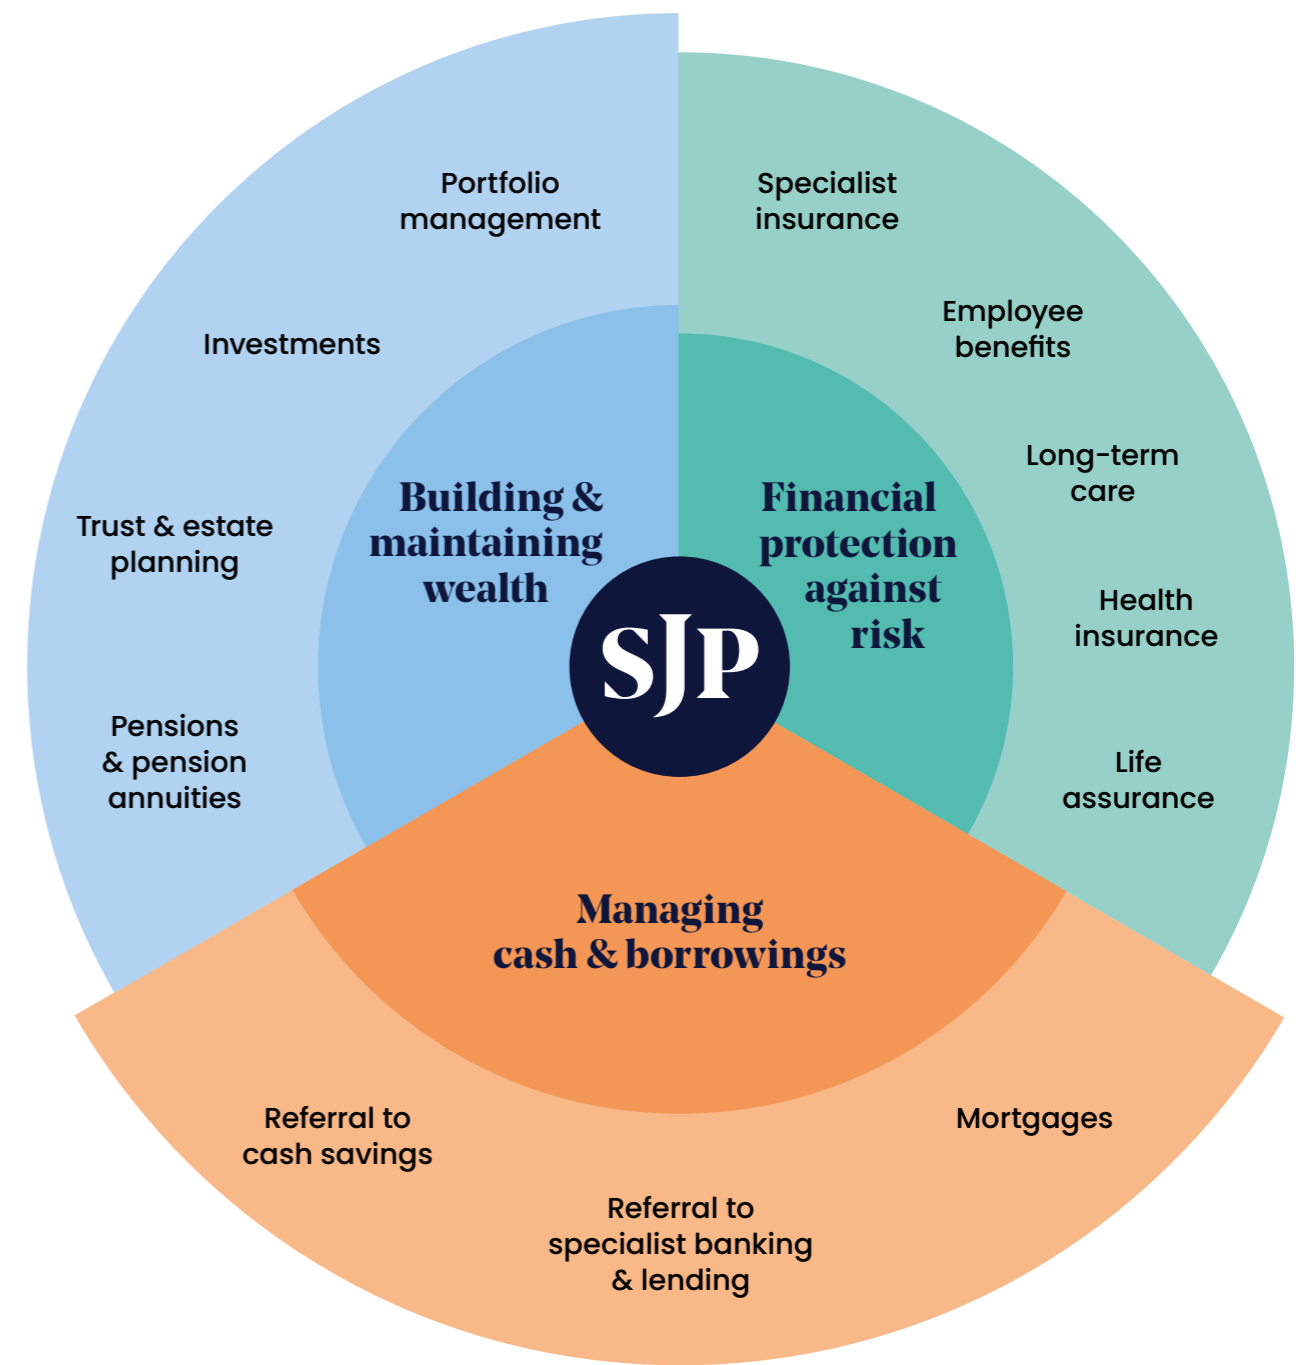 Portfolio
management
Investments
Trust & estate
planning
Pensions
& pension
annuities
Building &
maintaining
wealth
Specialist
insurance
Employee
benefits
Long-term
care
Health
insurance
Life
assurance
Financial
protection
against
risk
SJP
Managing
cash & borrowings
Referral to
cash savings
Referral to
specialist banking
& lending
Mortgages